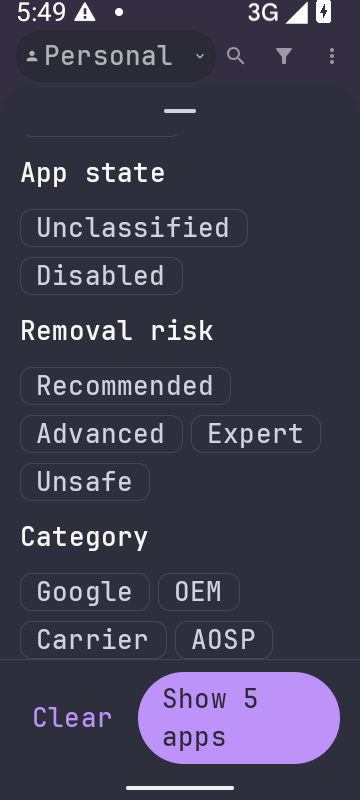 5:49
3G
Personal
App state
Unclassified
Disabled
Removal risk
Recommended
Advanced Expert
Unsafe
Category
Google OEM
Carrier AOSP
Clear
Show 5
apps